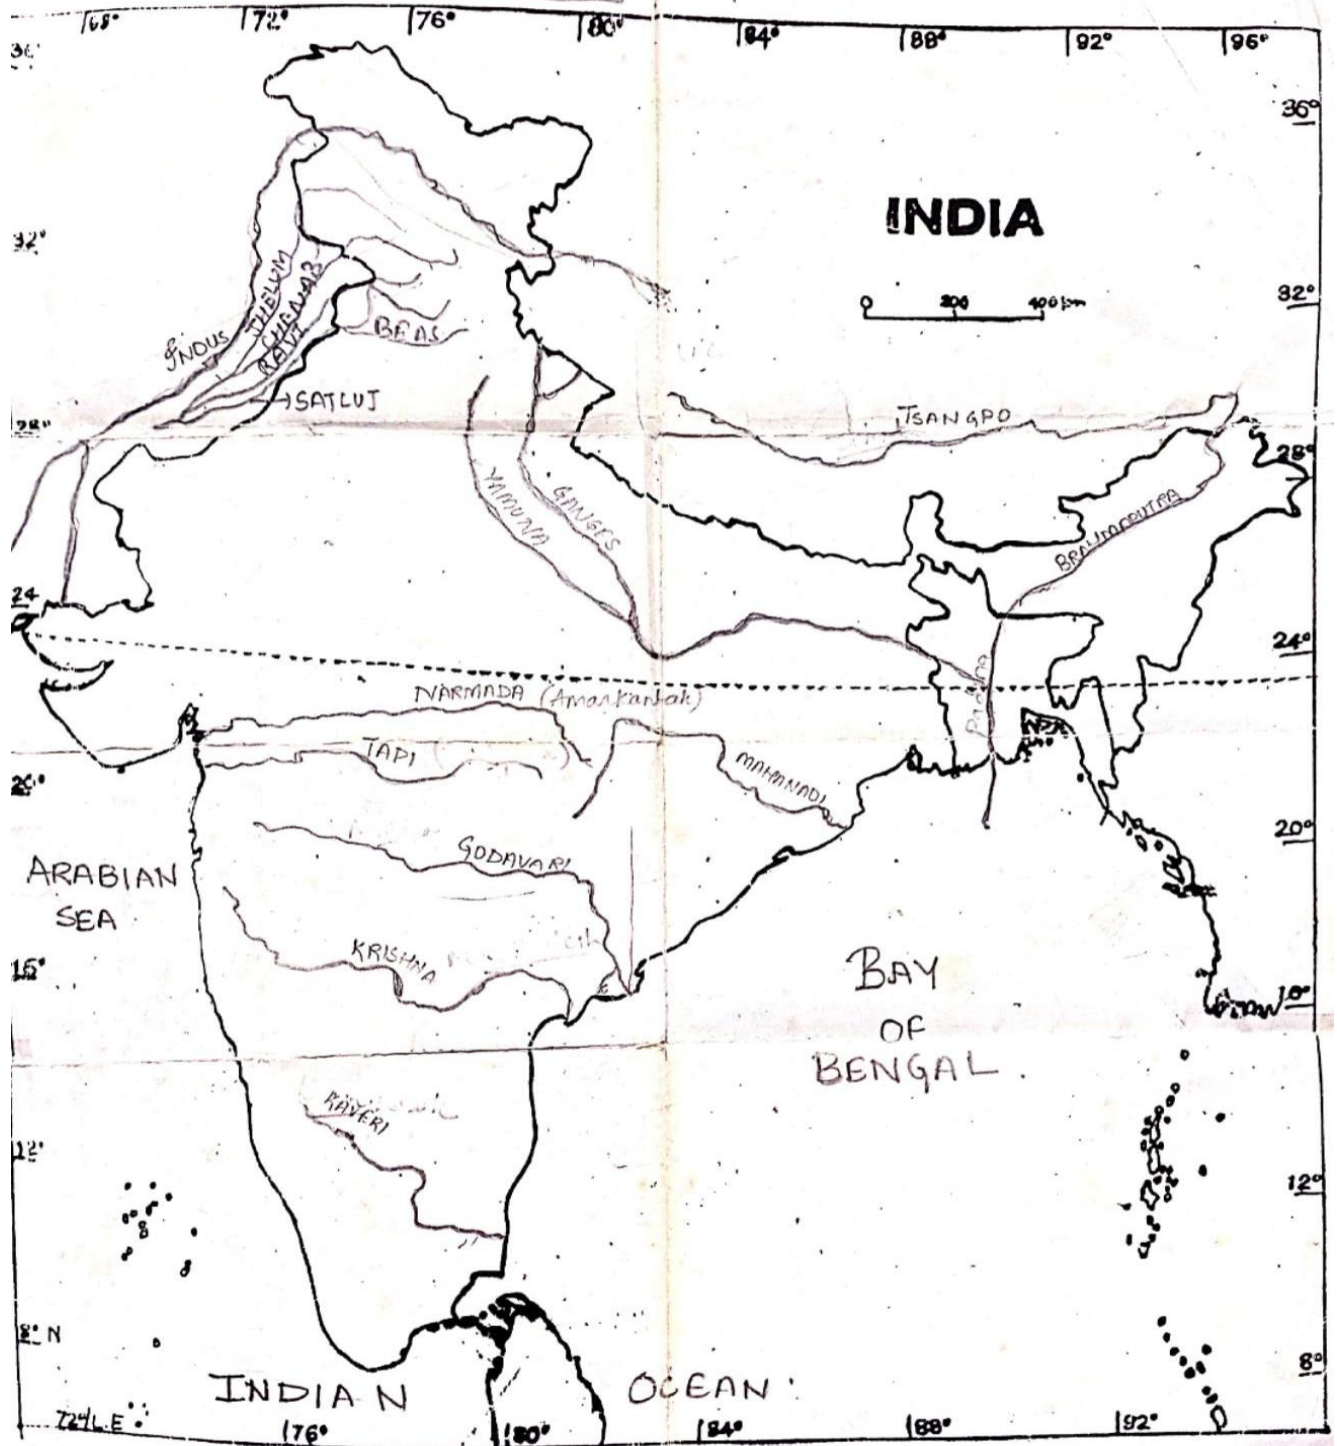 68° 72° 76° 80° 84° 88° 92° 96°
36°
36°
INDIA
32°
0 200 400 km
32°
JHELUM
CHENAB
RAVI
INDUS
BEAS
→SATLUJ
TSANGPO
28°
28°
YAMUNA
GANGES
BRAHMAPUTRA
24
24°
Padma
NARMADA (Amarkantak)
TAPI
MAHANADI
20°
20°
GODAVARI
ARABIAN
SEA
KRISHNA
BAY
OF
BENGAL
16°
16°
KAVERI
12°
12°
8° N
8°
INDIAN OCEAN
72°L.E
76° 80° 84° 88° 92°